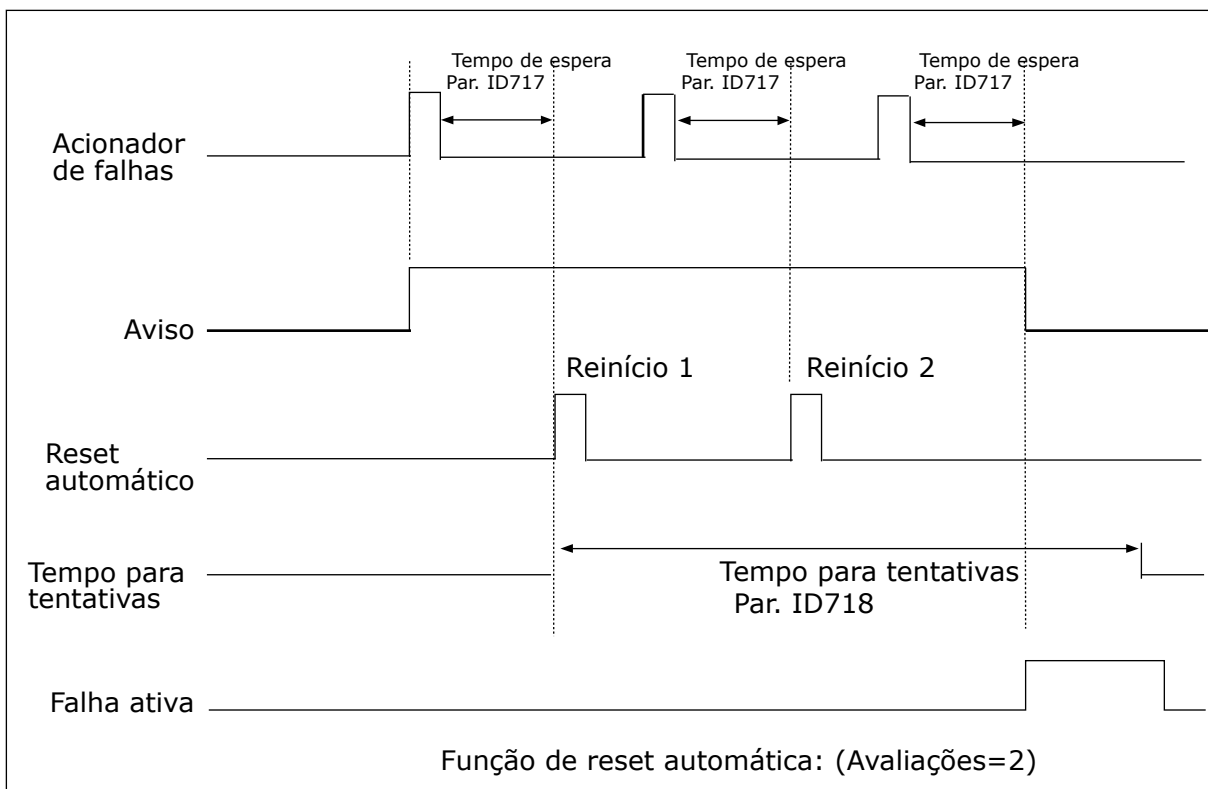 Tempo de espera
Par. ID717
Tempo de espera
Par. ID717
Tempo de espera
Par. ID717
Acionador
de falhas
Aviso
Reinício 1
Reinício 2
Reset
automático
Tempo para
tentativas
Tempo para tentativas
Par. ID718
Falha ativa
Função de reset automática: (Avaliações=2)